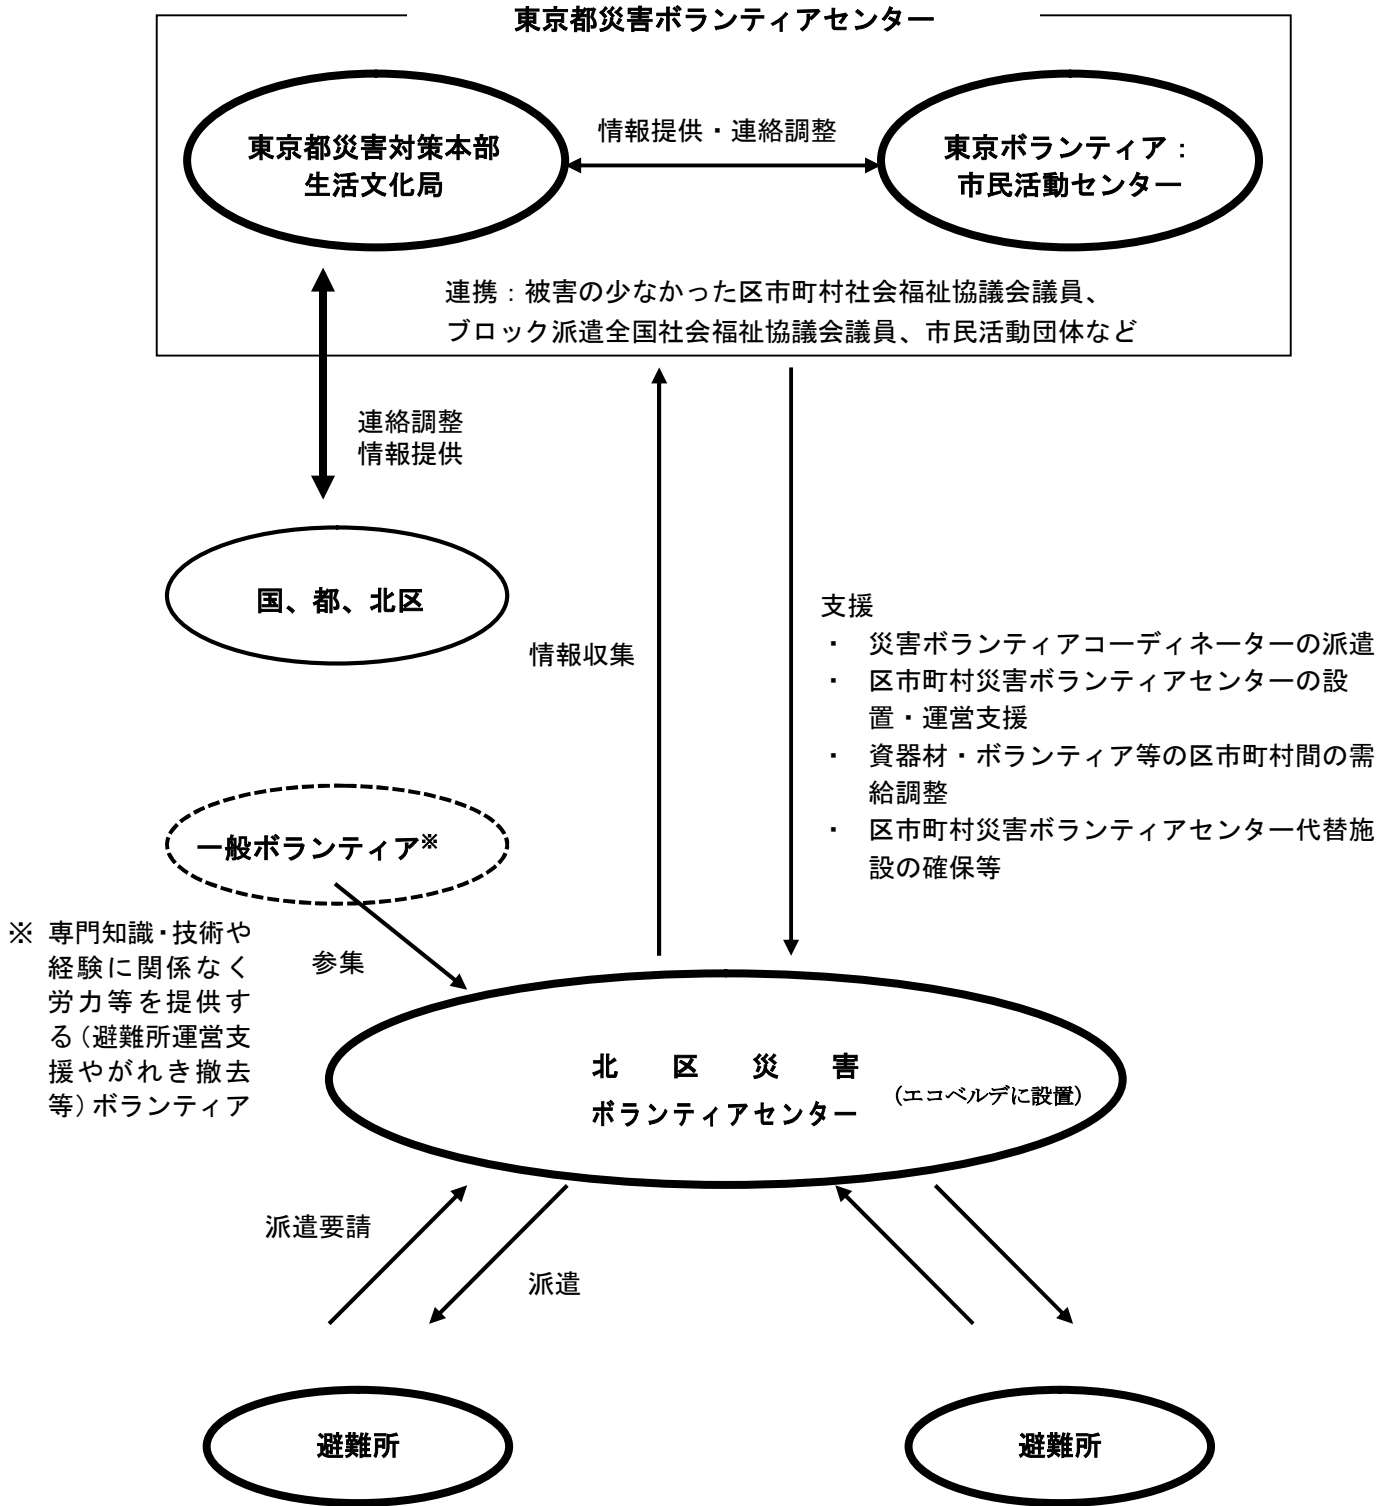 東京都災害ボランティアセンター
東京都災害対策本部
生活文化局
情報提供・連絡調整
東京ボランティア：
市民活動センター
連携：被害の少なかった区市町村社会福祉協議会議員、
ブロック派遣全国社会福祉協議会議員、市民活動団体など
連絡調整
情報提供
国、都、北区
情報収集
支援
・ 災害ボランティアコーディネーターの派遣
・ 区市町村災害ボランティアセンターの設
置・運営支援
・ 資器材・ボランティア等の区市町村間の需
給調整
・ 区市町村災害ボランティアセンター代替施
設の確保等
一般ボランティア※
※ 専門知識・技術や
経験に関係なく
労力等を提供す
る（避難所運営支
援やがれき撤去
等）ボランティア
参集
北 区 災 害
ボランティアセンター
（エコベルデに設置）
派遣要請
派遣
避難所
避難所